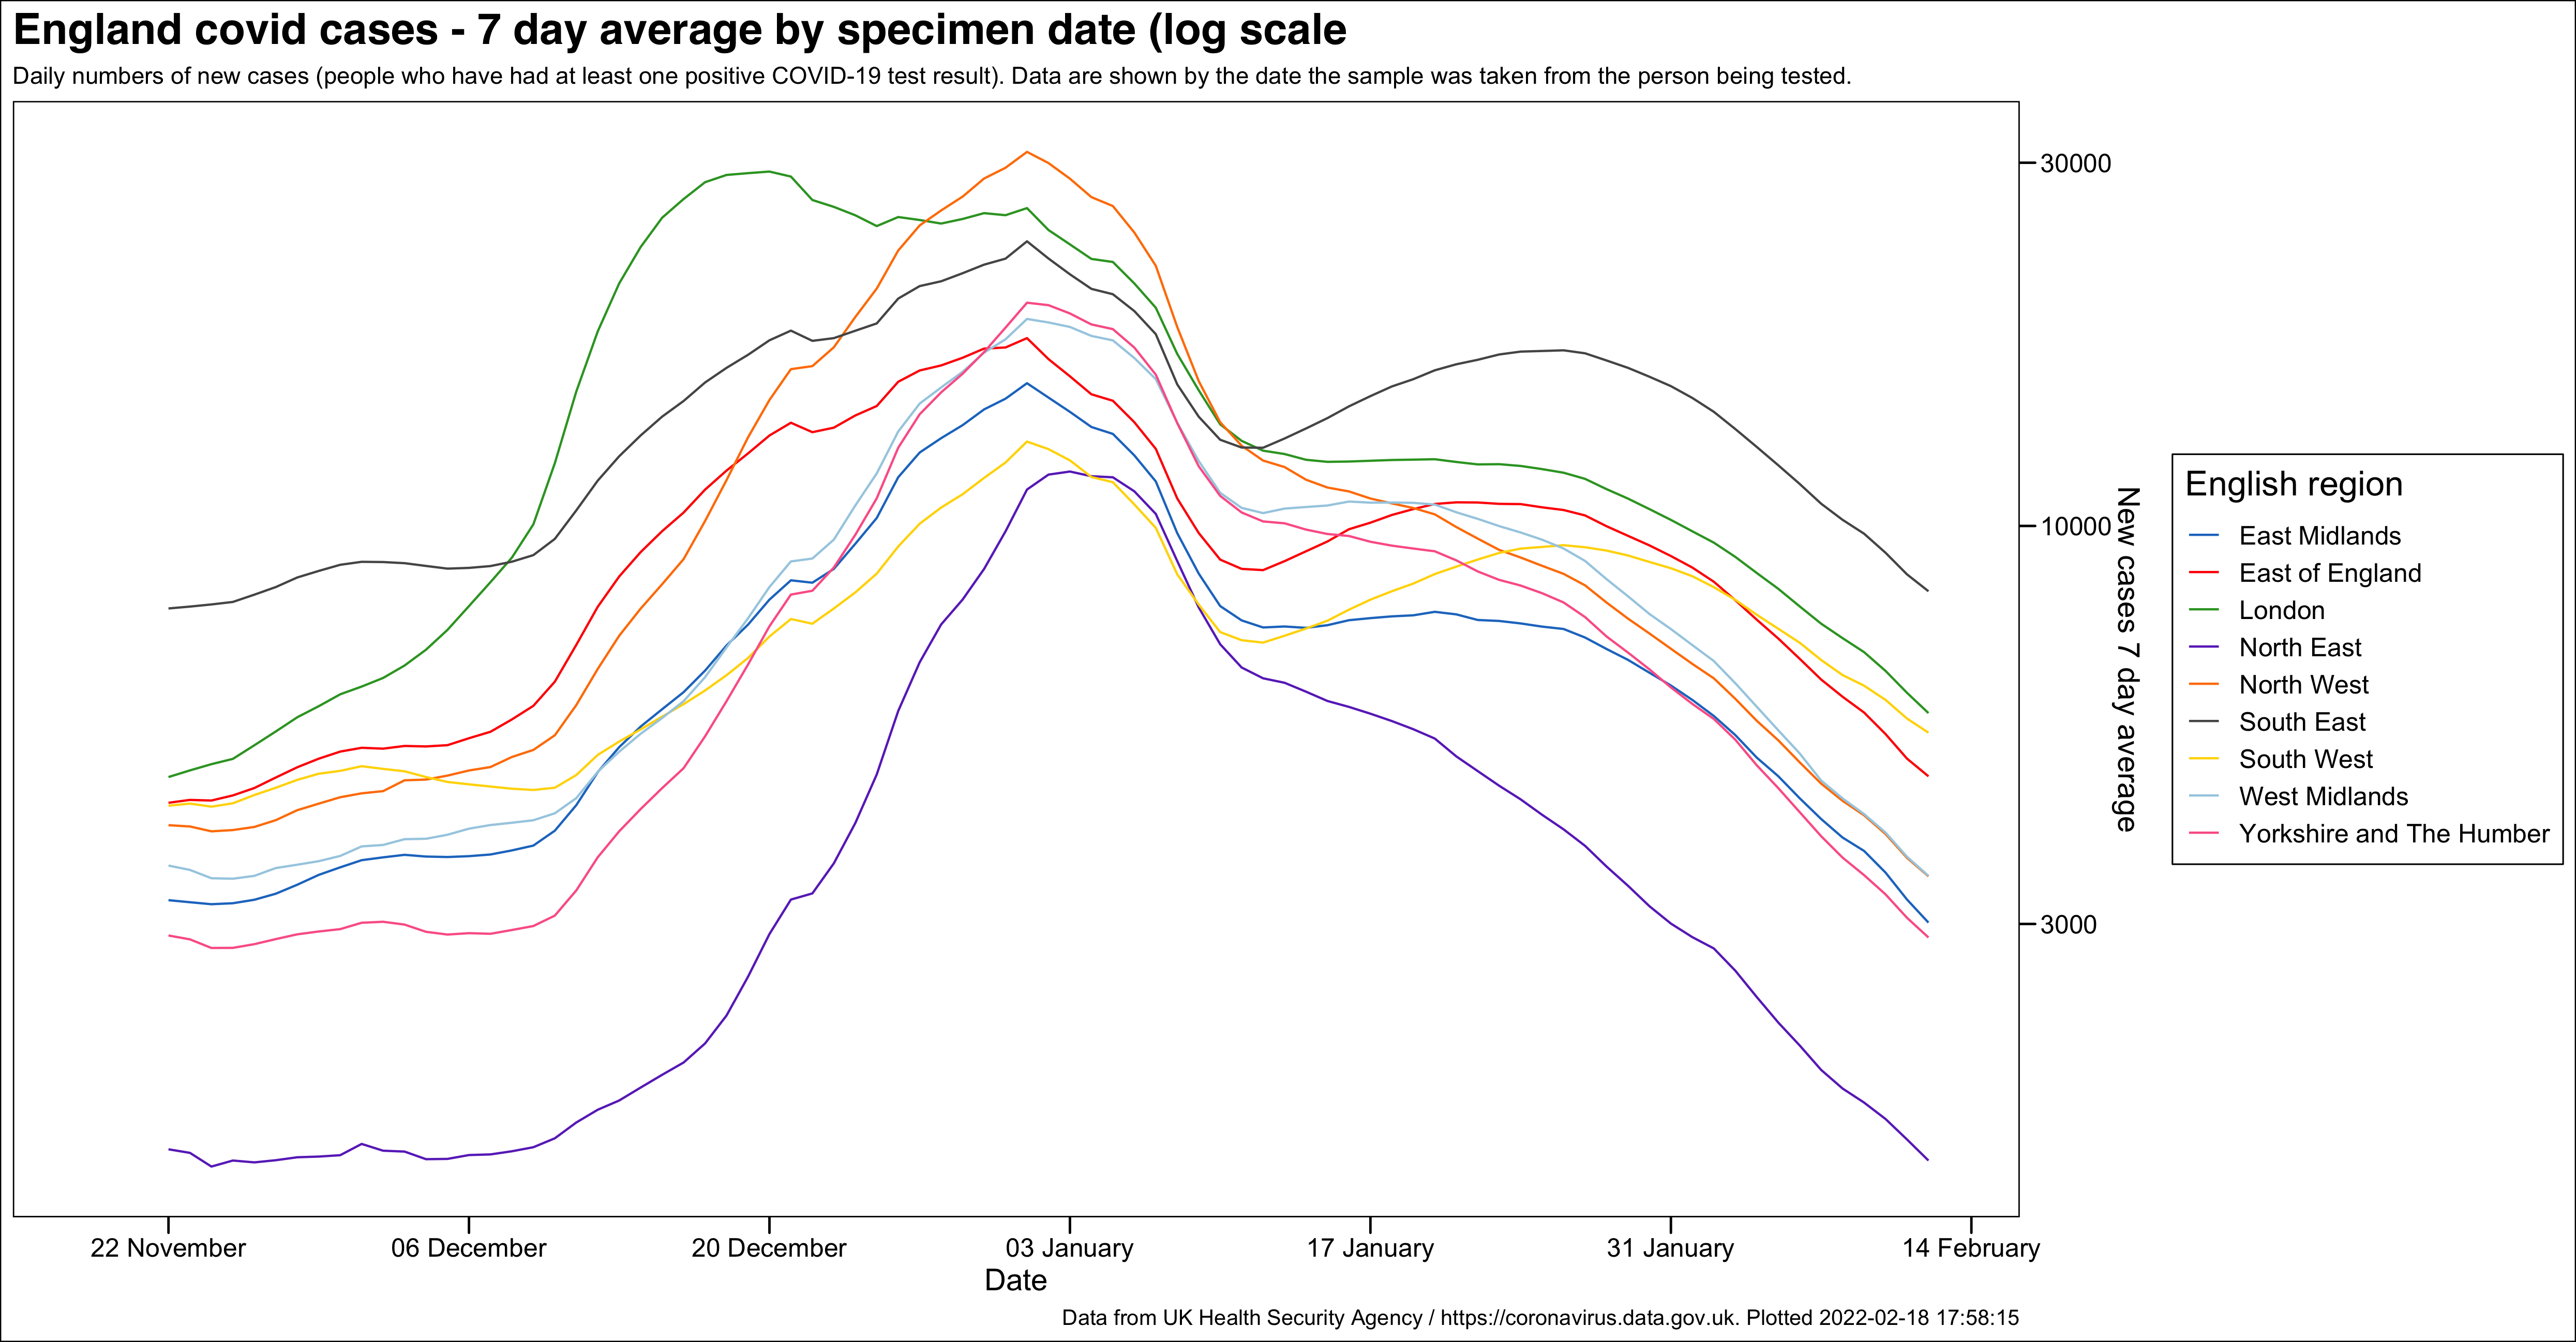 England covid cases - 7 day average by specimen date (log scale
Daily numbers of new cases (people who have had at least one positive COVID-19 test result). Data are shown by the date the sample was taken from the person being tested.
30000
10000
3000
New cases 7 day average
English region
East Midlands
East of England
London
North East
North West
South East
South West
West Midlands
Yorkshire and The Humber
22 November
06 December
20 December
03 January
17 January
31 January
14 February
Date
Data from UK Health Security Agency / https://coronavirus.data.gov.uk. Plotted 2022-02-18 17:58:15